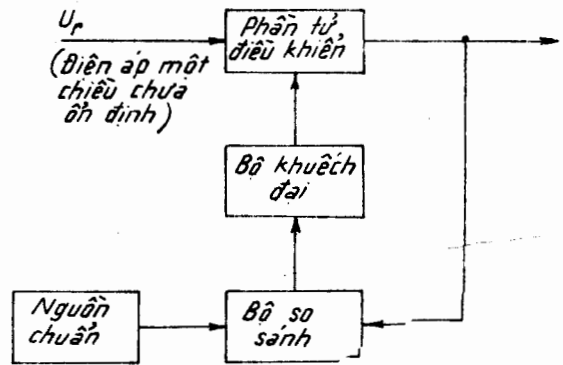 Ur
(Điện áp một
chiều chưa
ổn định)
Phần tử
điều khiển
Bộ khuếch
đại
Nguồn
chuẩn
Bộ so
sánh